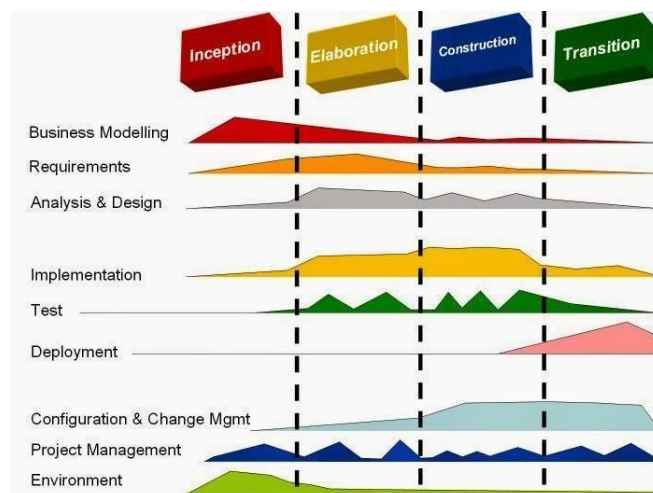 Inception
Elaboration
Construction
Transition
Business Modelling
Requirements
Analysis & Design
Implementation
Test
Deployment
Configuration & Change Mgmt
Project Management
Environment